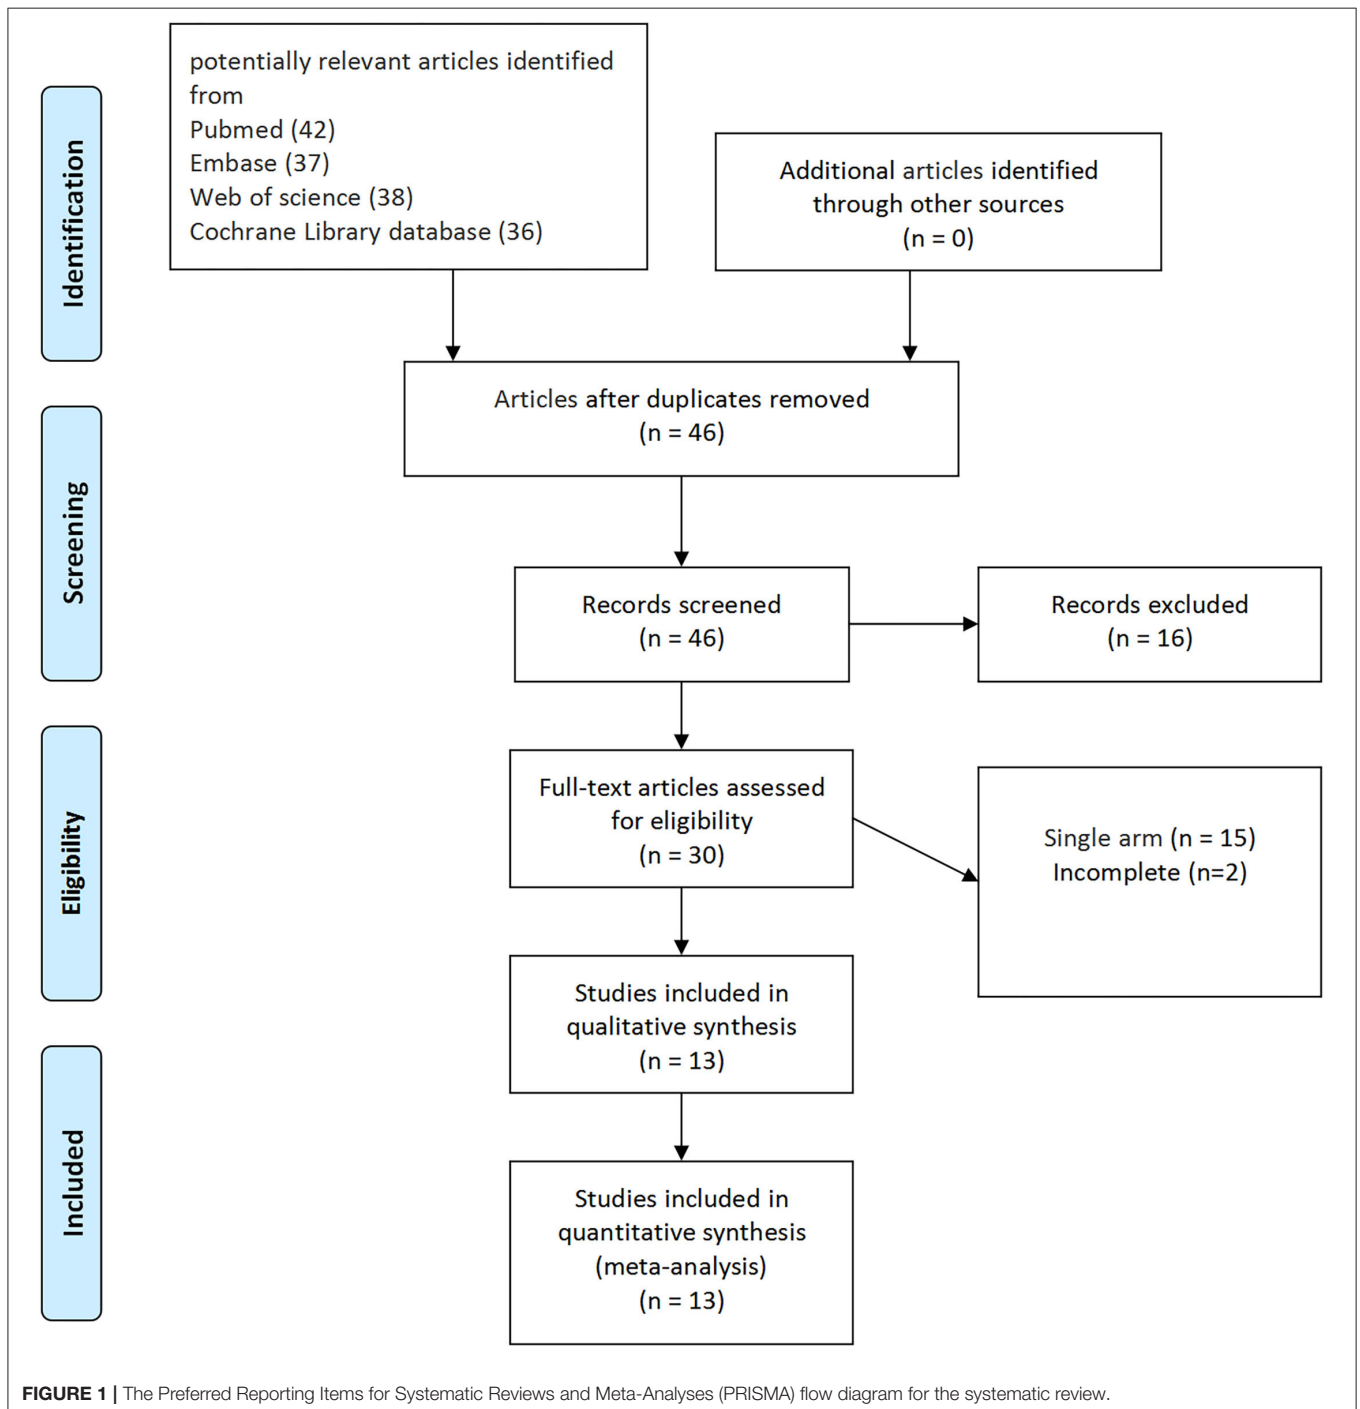 potentially relevant articles identified
from
Pubmed (42)
Embase (37)
Web of science (38)
Cochrane Library database (36)
Additional articles identified
through other sources
(n = 0)
Identification
Articles after duplicates removed
(n = 46)
Screening
Records screened
(n = 46)
Records excluded
(n = 16)
Eligibility
Full-text articles assessed
for eligibility
(n = 30)
Single arm (n = 15)
Incomplete (n=2)
Studies included in
qualitative synthesis
(n = 13)
Included
Studies included in
quantitative synthesis
(meta-analysis)
(n = 13)
FIGURE 1 | The Preferred Reporting Items for Systematic Reviews and Meta-Analyses (PRISMA) flow diagram for the systematic review.